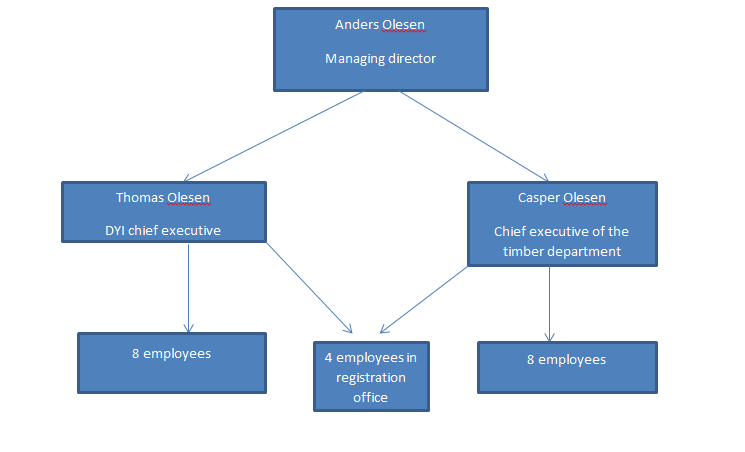 Anders Olesen
Managing director
Thomas Olesen
DYI chief executive
Casper Olesen
Chief executive of the
timber department
8 employees
4 employees in
registration
office
8 employees